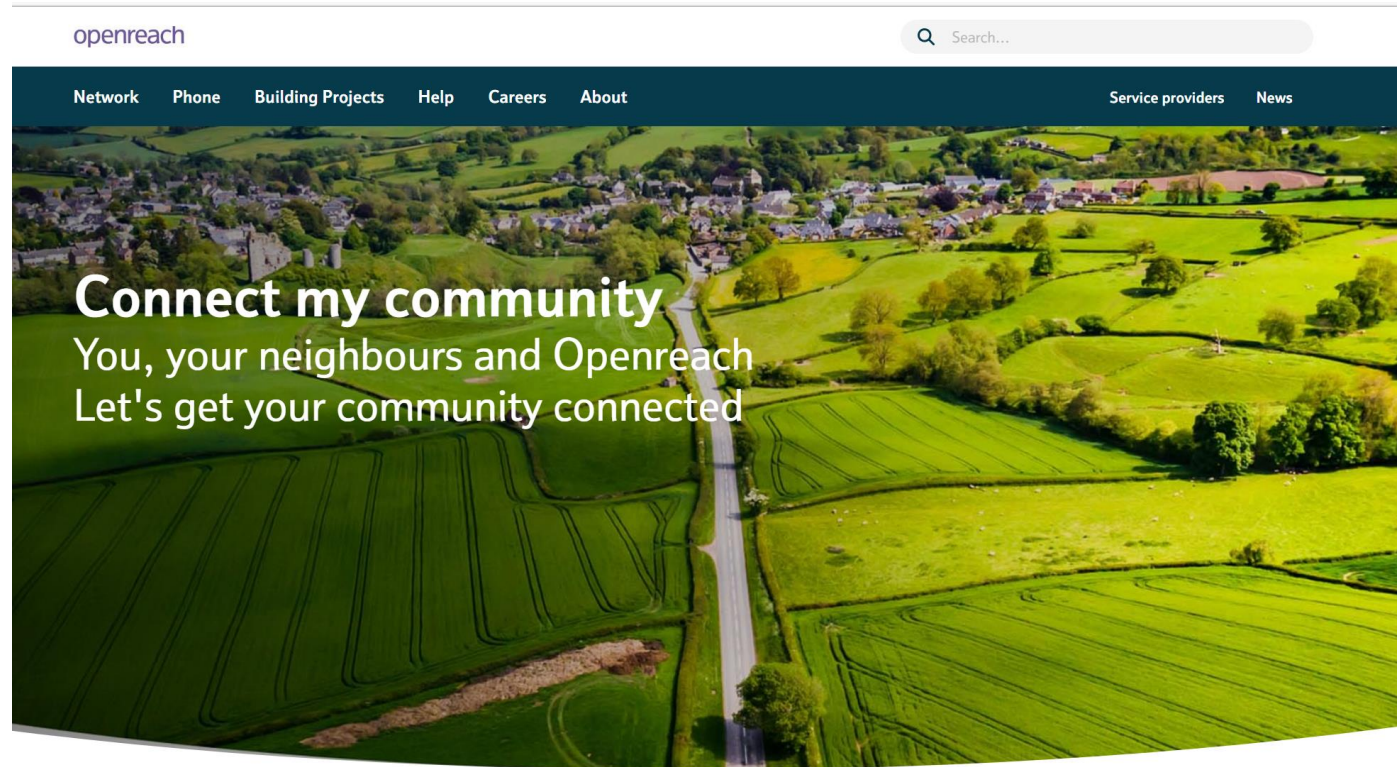 openreach
Search...
Network Phone Building Projects Help Careers About Service providers News
Connect my community
You, your neighbours and Openreach
Let's get your community connected